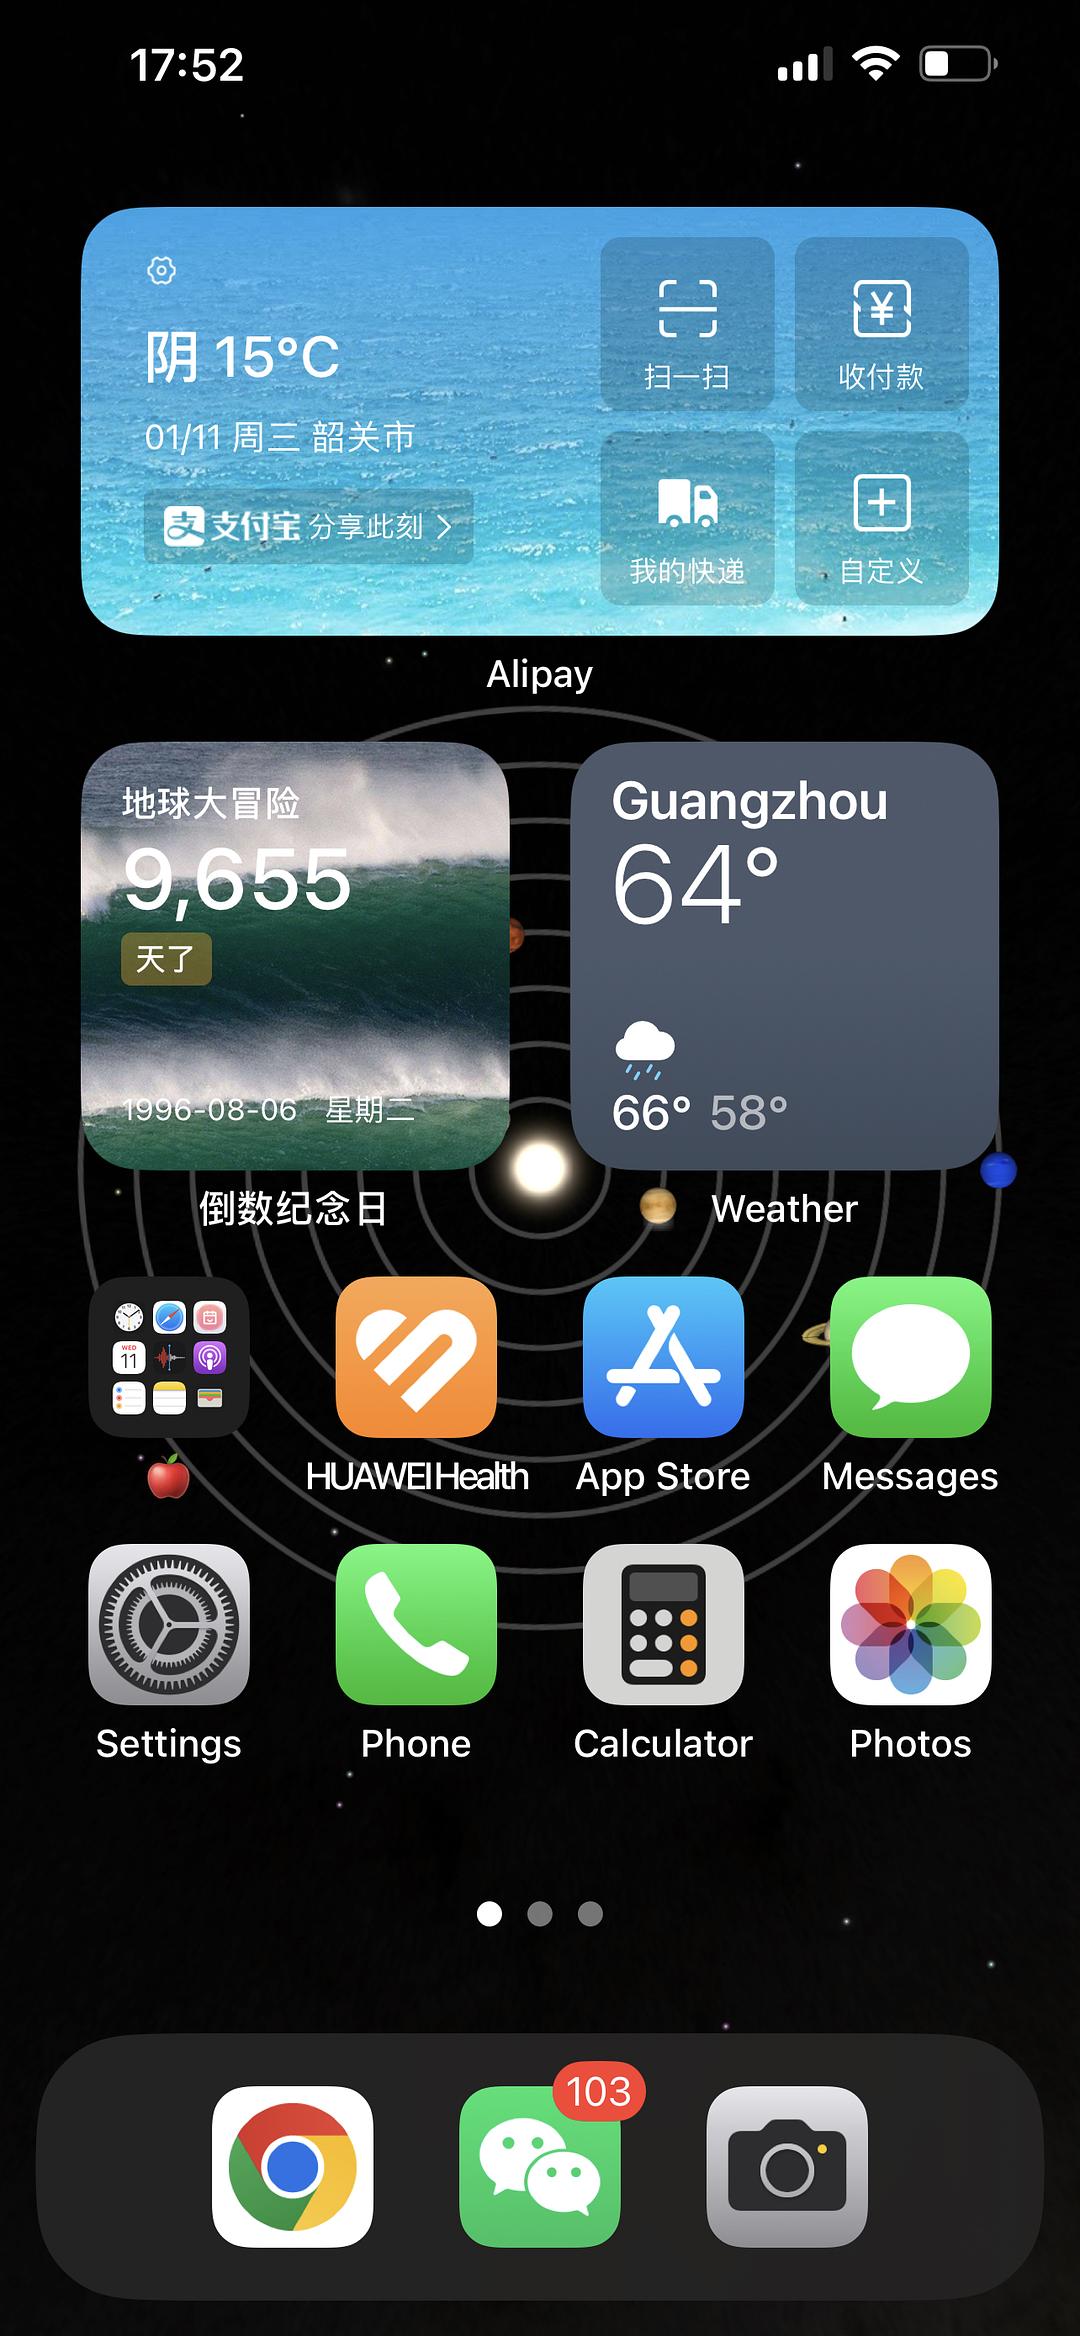 17:52
阴 15°C
01/11 周三 韶关市
支 支付宝 分享此刻
扫一扫
¥
收付款
我的快递
自定义
Alipay
地球大冒险
9,655
天了
1996-08-06 星期二
倒数纪念日
Guangzhou
64°
66° 58°
Weather
WED
11
HUAWEI Health
App Store
Messages
Settings
Phone
Calculator
Photos
103